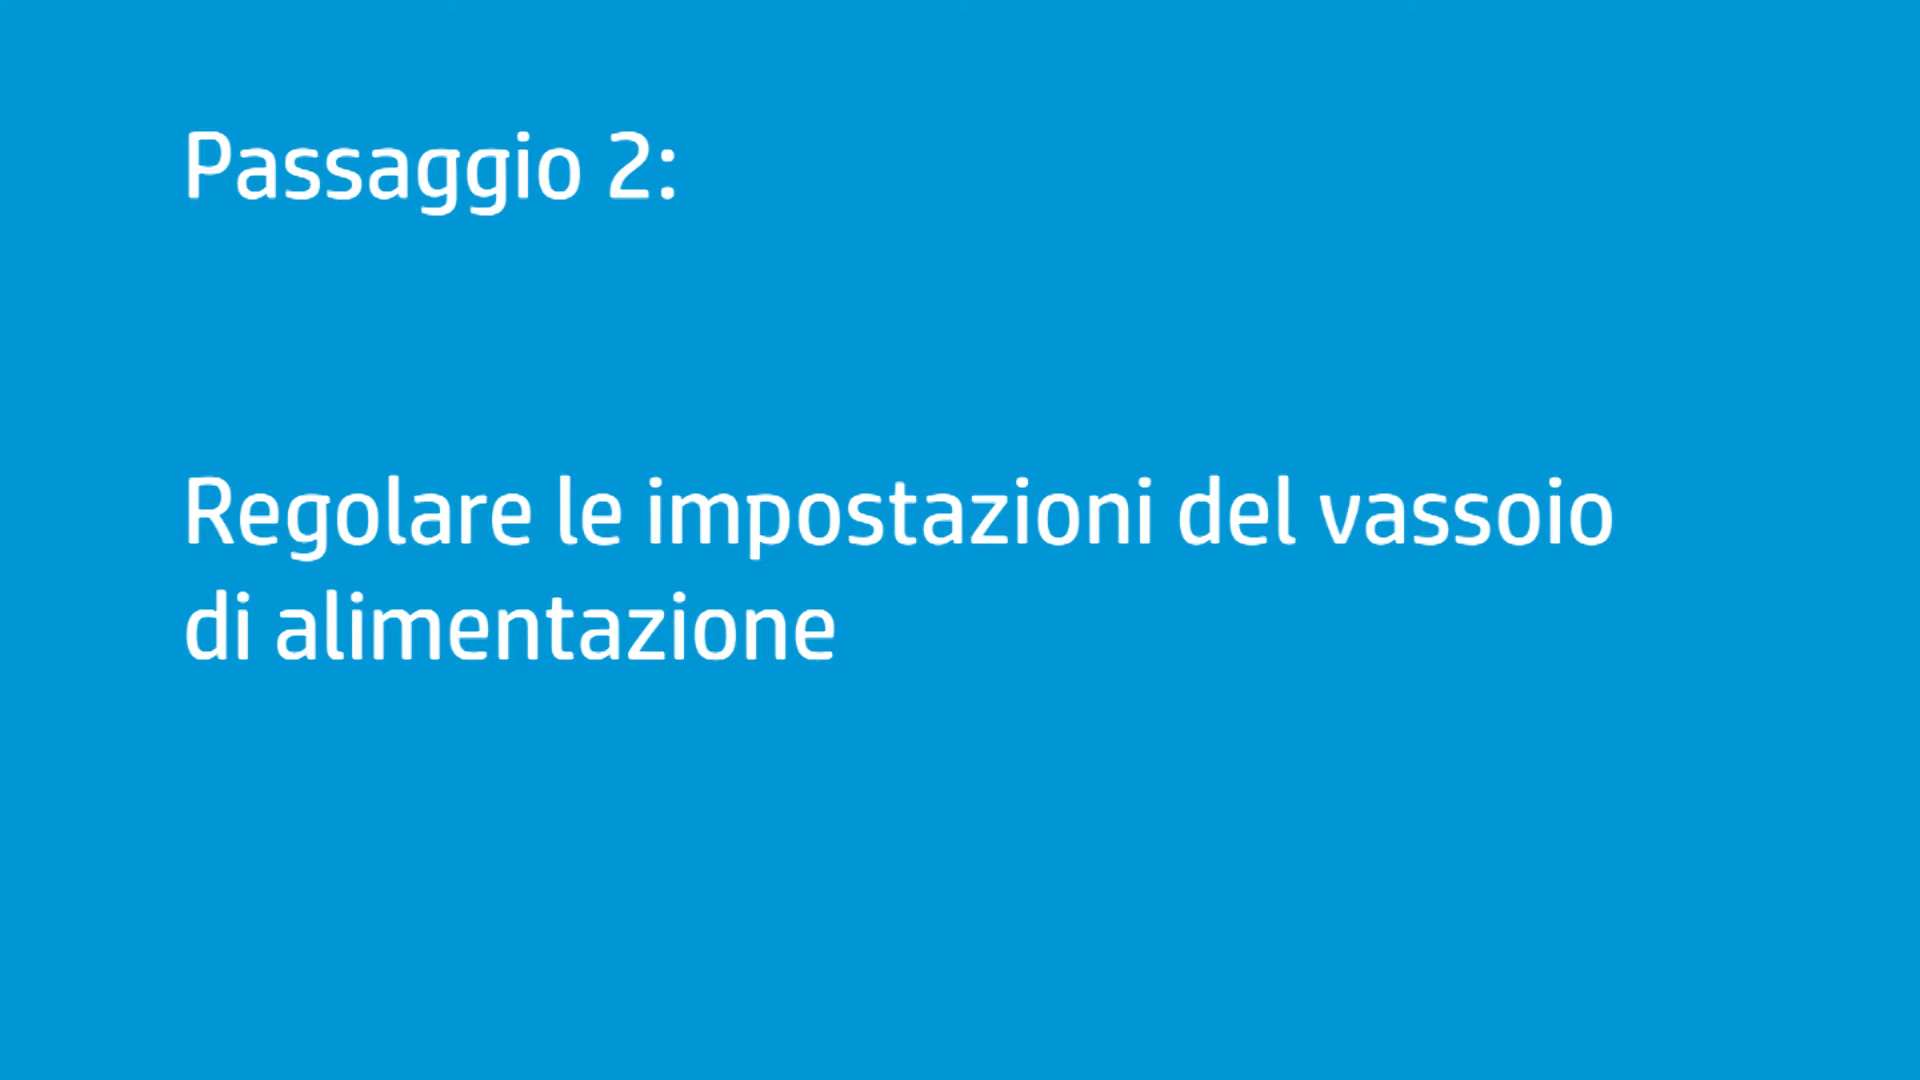 Passaggio 2:
Regolare le impostazioni del vassoio
di alimentazione